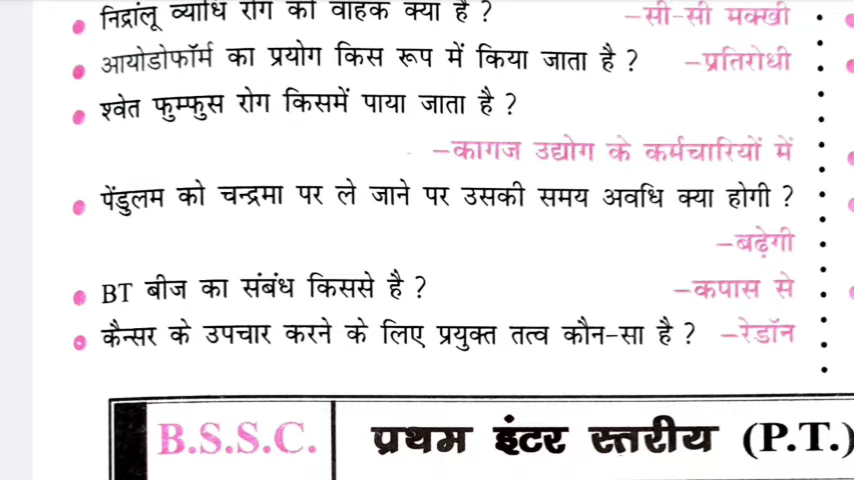 निद्रांलू व्याधि रोग का वाहक क्या है ? –सी-सी मक्खी
आयोडोफॉर्म का प्रयोग किस रूप में किया जाता है ? –प्रतिरोधी
श्वेत फुम्फुस रोग किसमें पाया जाता है ?
–कागज उद्योग के कर्मचारियों में
पेंडुलम को चन्द्रमा पर ले जाने पर उसकी समय अवधि क्या होगी ?
–बढ़ेगी
BT बीज का संबंध किससे है ? –कपास से
कैन्सर के उपचार करने के लिए प्रयुक्त तत्व कौन-सा है ? –रेडॉन
B.S.S.C. प्रथम इंटर स्तरीय (P.T.)